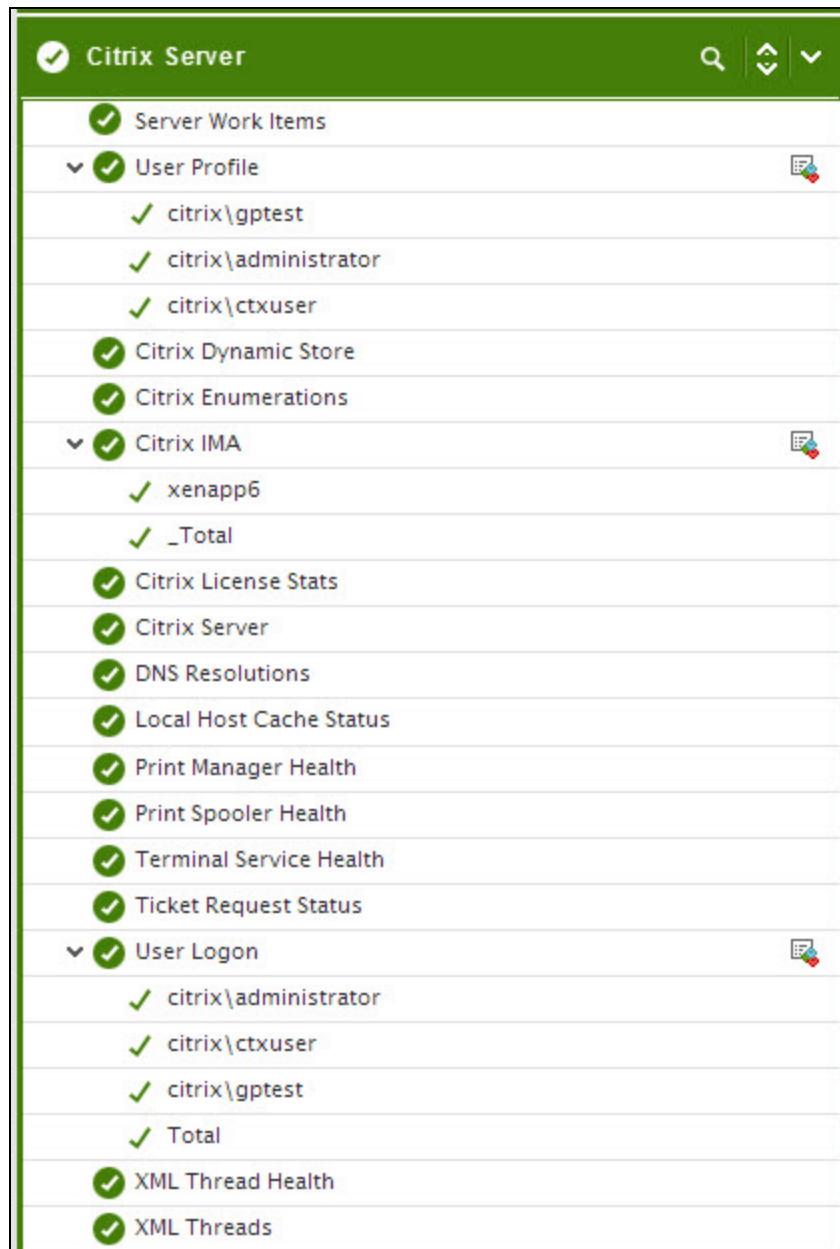 Citrix Server
Server Work Items
User Profile
citrix\gptest
citrix\administrator
citrix\ctxuser
Citrix Dynamic Store
Citrix Enumerations
Citrix IMA
xenapp6
_Total
Citrix License Stats
Citrix Server
DNS Resolutions
Local Host Cache Status
Print Manager Health
Print Spooler Health
Terminal Service Health
Ticket Request Status
User Logon
citrix\administrator
citrix\ctxuser
citrix\gptest
Total
XML Thread Health
XML Threads